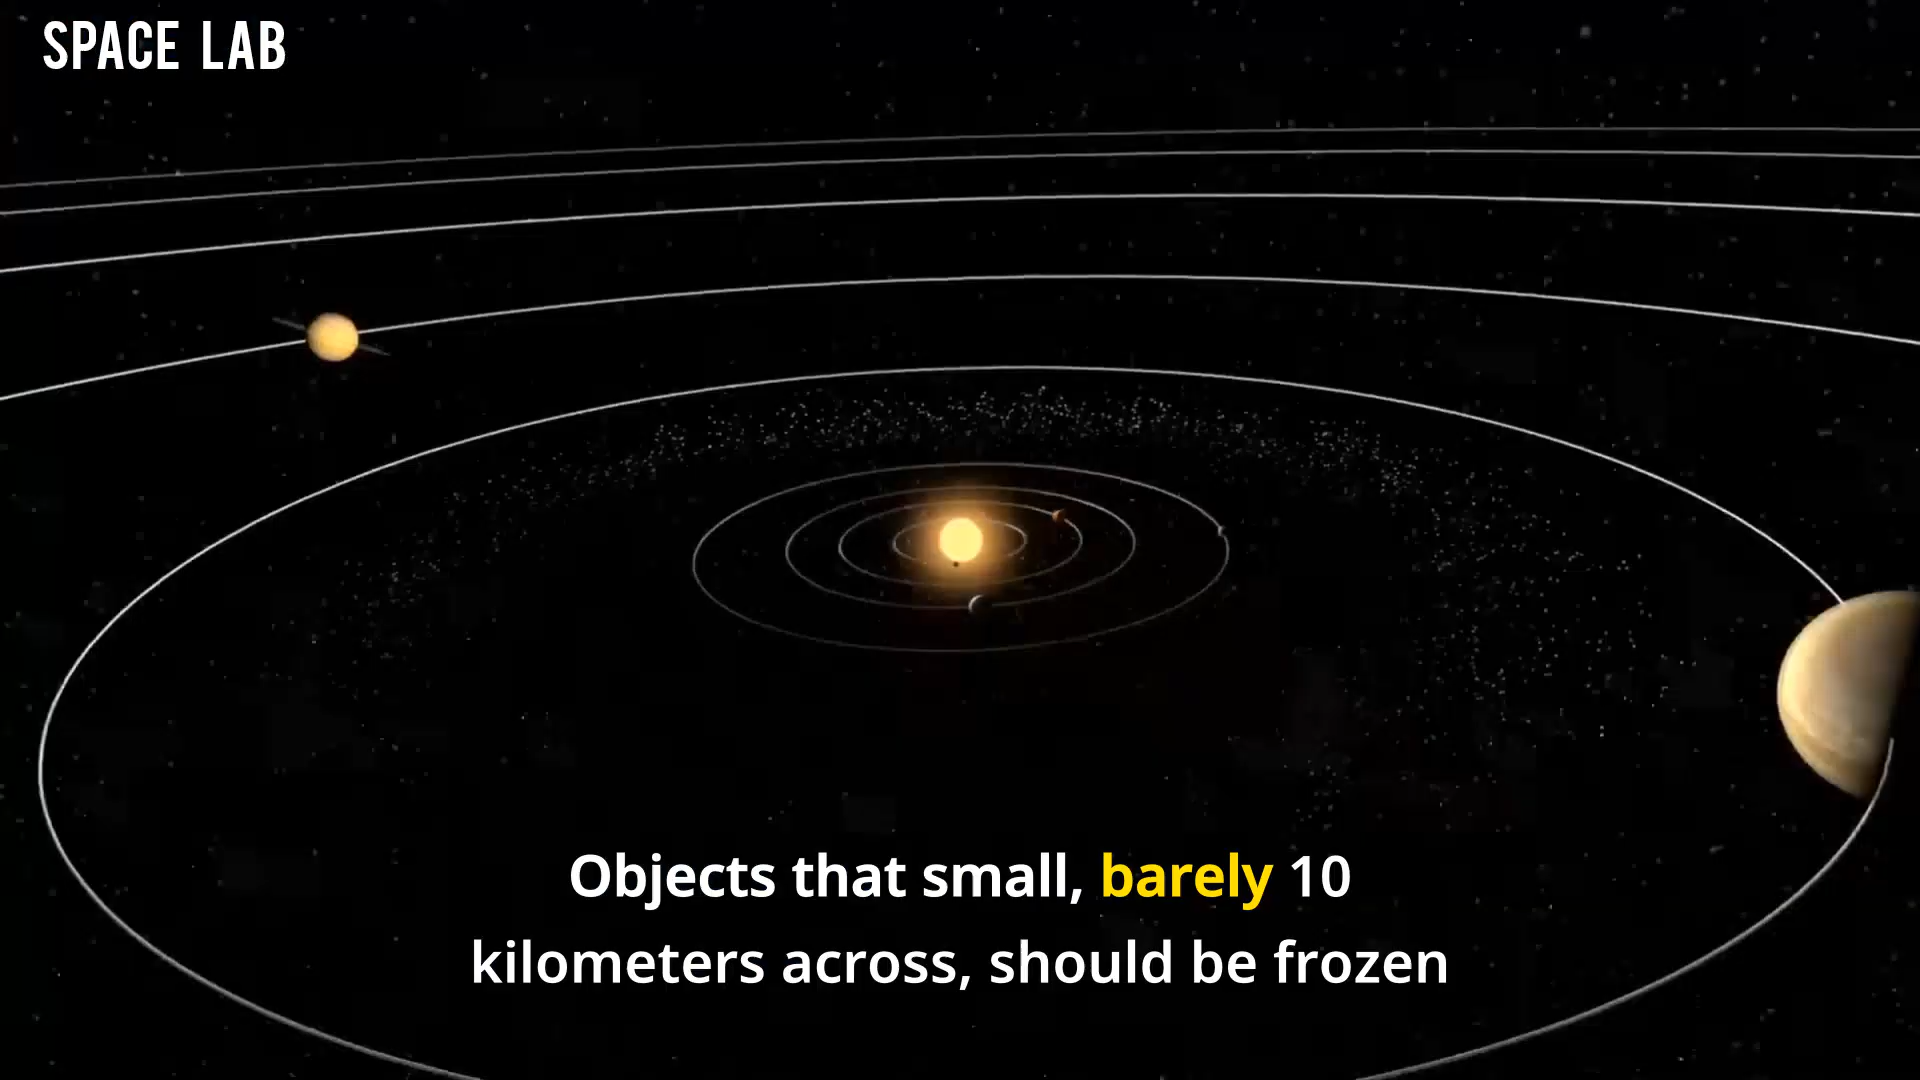 SPACE LAB
Objects that small, barely 10
kilometers across, should be frozen